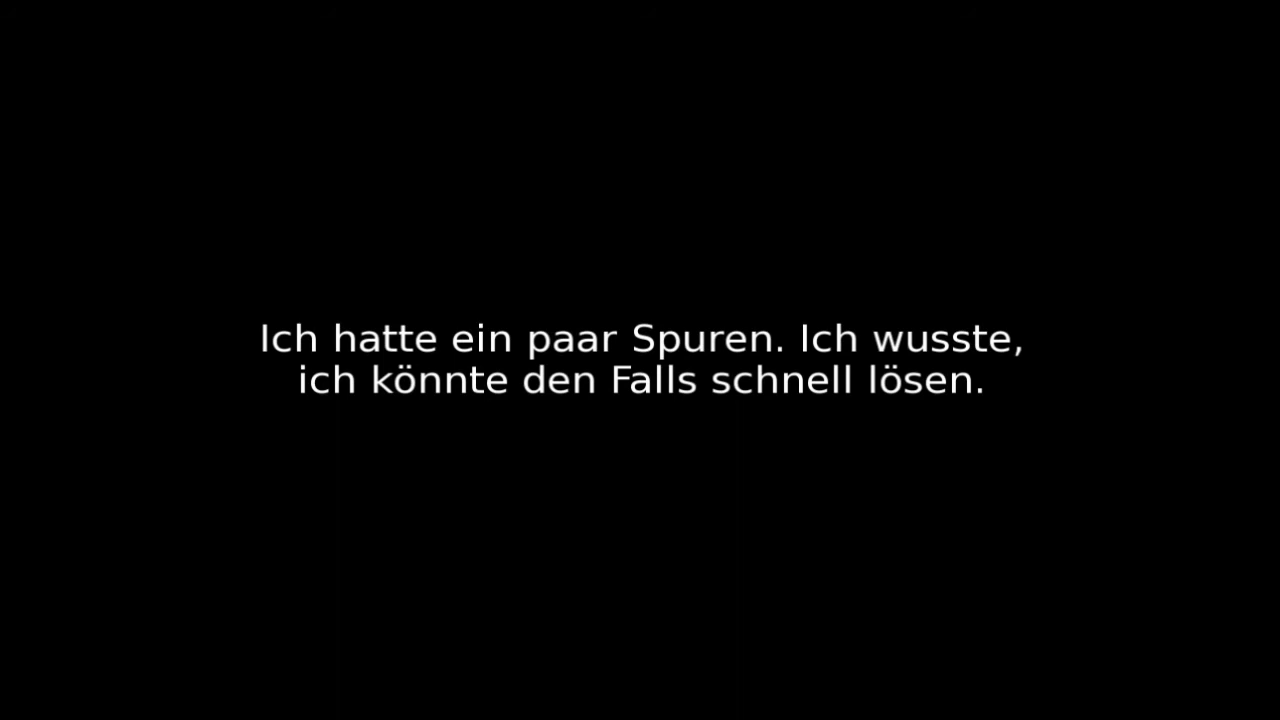 Ich hatte ein paar Spuren. Ich wusste,
ich könnte den Falls schnell lösen.